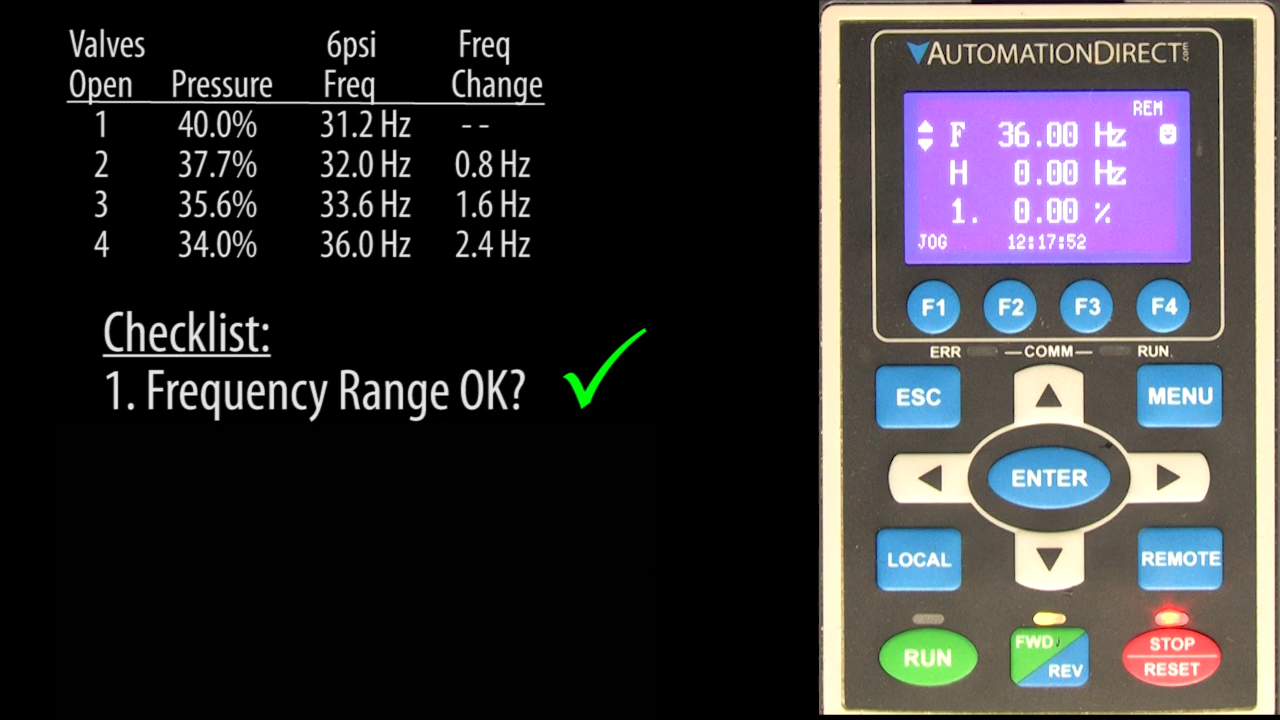 Valves 6psi Freq
Open Pressure Freq Change
1 40.0% 31.2 Hz --
2 37.7% 32.0 Hz 0.8 Hz
3 35.6% 33.6 Hz 1.6 Hz
4 34.0% 36.0 Hz 2.4 Hz
Checklist:
1. Frequency Range OK?
AUTOMATIONDIRECT.com
REM
F 36.00 Hz
H 0.00 Hz
1. 0.00 %
JOG 12:17:52
F1 F2 F3 F4
ERR COMM RUN
ESC MENU
ENTER
LOCAL REMOTE
RUN FWD REV STOP RESET